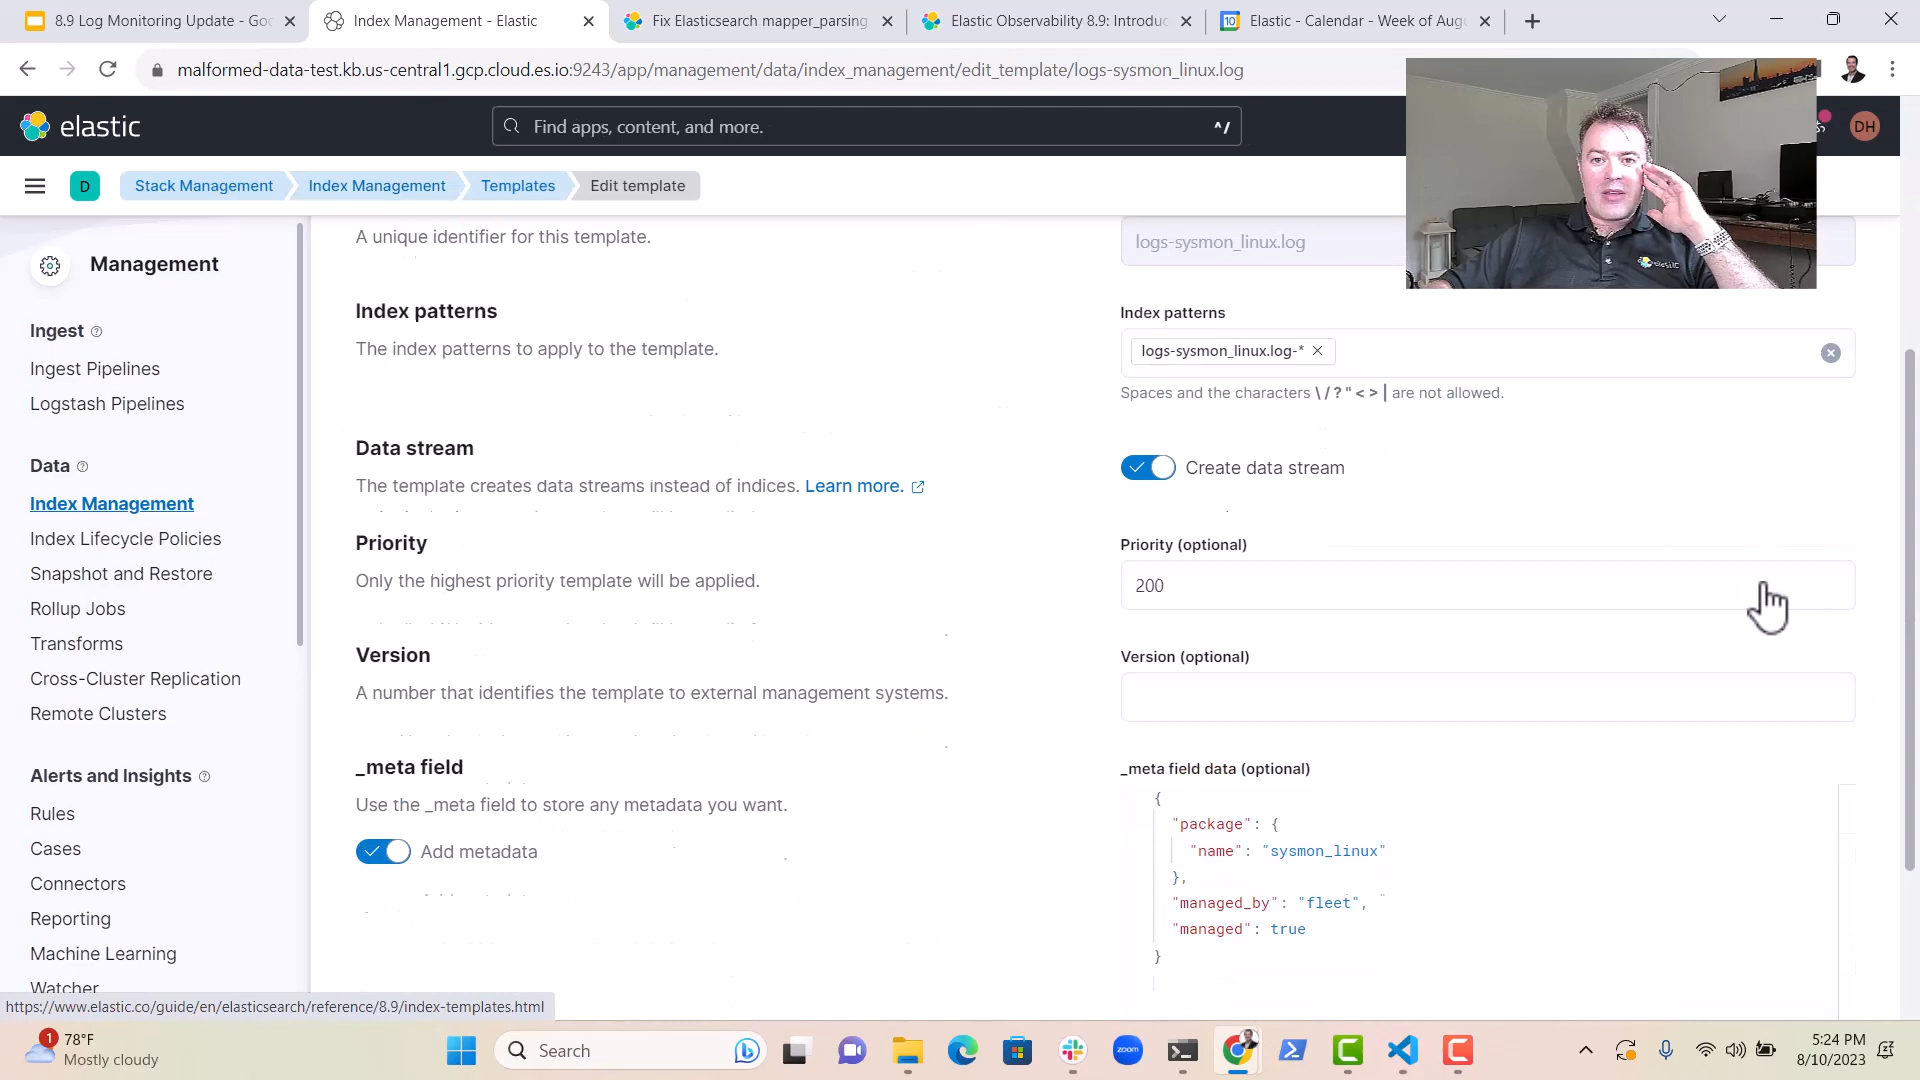 8.9 Log Monitoring Update - Goo
Index Management - Elastic
Fix Elasticsearch mapper_parsing
Elastic Observability 8.9: Introduc
10
Elastic - Calendar - Week of Aug
malformed-data-test.kb.us-central1.gcp.cloud.es.io:9243/app/management/data/index_management/edit_template/logs-sysmon_linux.log
elastic
Find apps, content, and more.
^/
DH
D
Stack Management
Index Management
Templates
Edit template
Management
Ingest
Ingest Pipelines
Logstash Pipelines
Data
Index Management
Index Lifecycle Policies
Snapshot and Restore
Rollup Jobs
Transforms
Cross-Cluster Replication
Remote Clusters
Alerts and Insights
Rules
Cases
Connectors
Reporting
Machine Learning
Watcher
A unique identifier for this template.
logs-sysmon_linux.log
elastic
Index patterns
The index patterns to apply to the template.
Index patterns
logs-sysmon_linux.log-*
Spaces and the characters \ / ? " < > | are not allowed.
Data stream
The template creates data streams instead of indices. Learn more.
Create data stream
Priority
Only the highest priority template will be applied.
Priority (optional)
200
Version
A number that identifies the template to external management systems.
Version (optional)
_meta field
Use the _meta field to store any metadata you want.
Add metadata
_meta field data (optional)
{
"package": {
"name": "sysmon_linux"
},
"managed_by": "fleet",
"managed": true
}
https://www.elastic.co/guide/en/elasticsearch/reference/8.9/index-templates.html
1
78°F
Mostly cloudy
Search
zoom
5:24 PM
8/10/2023